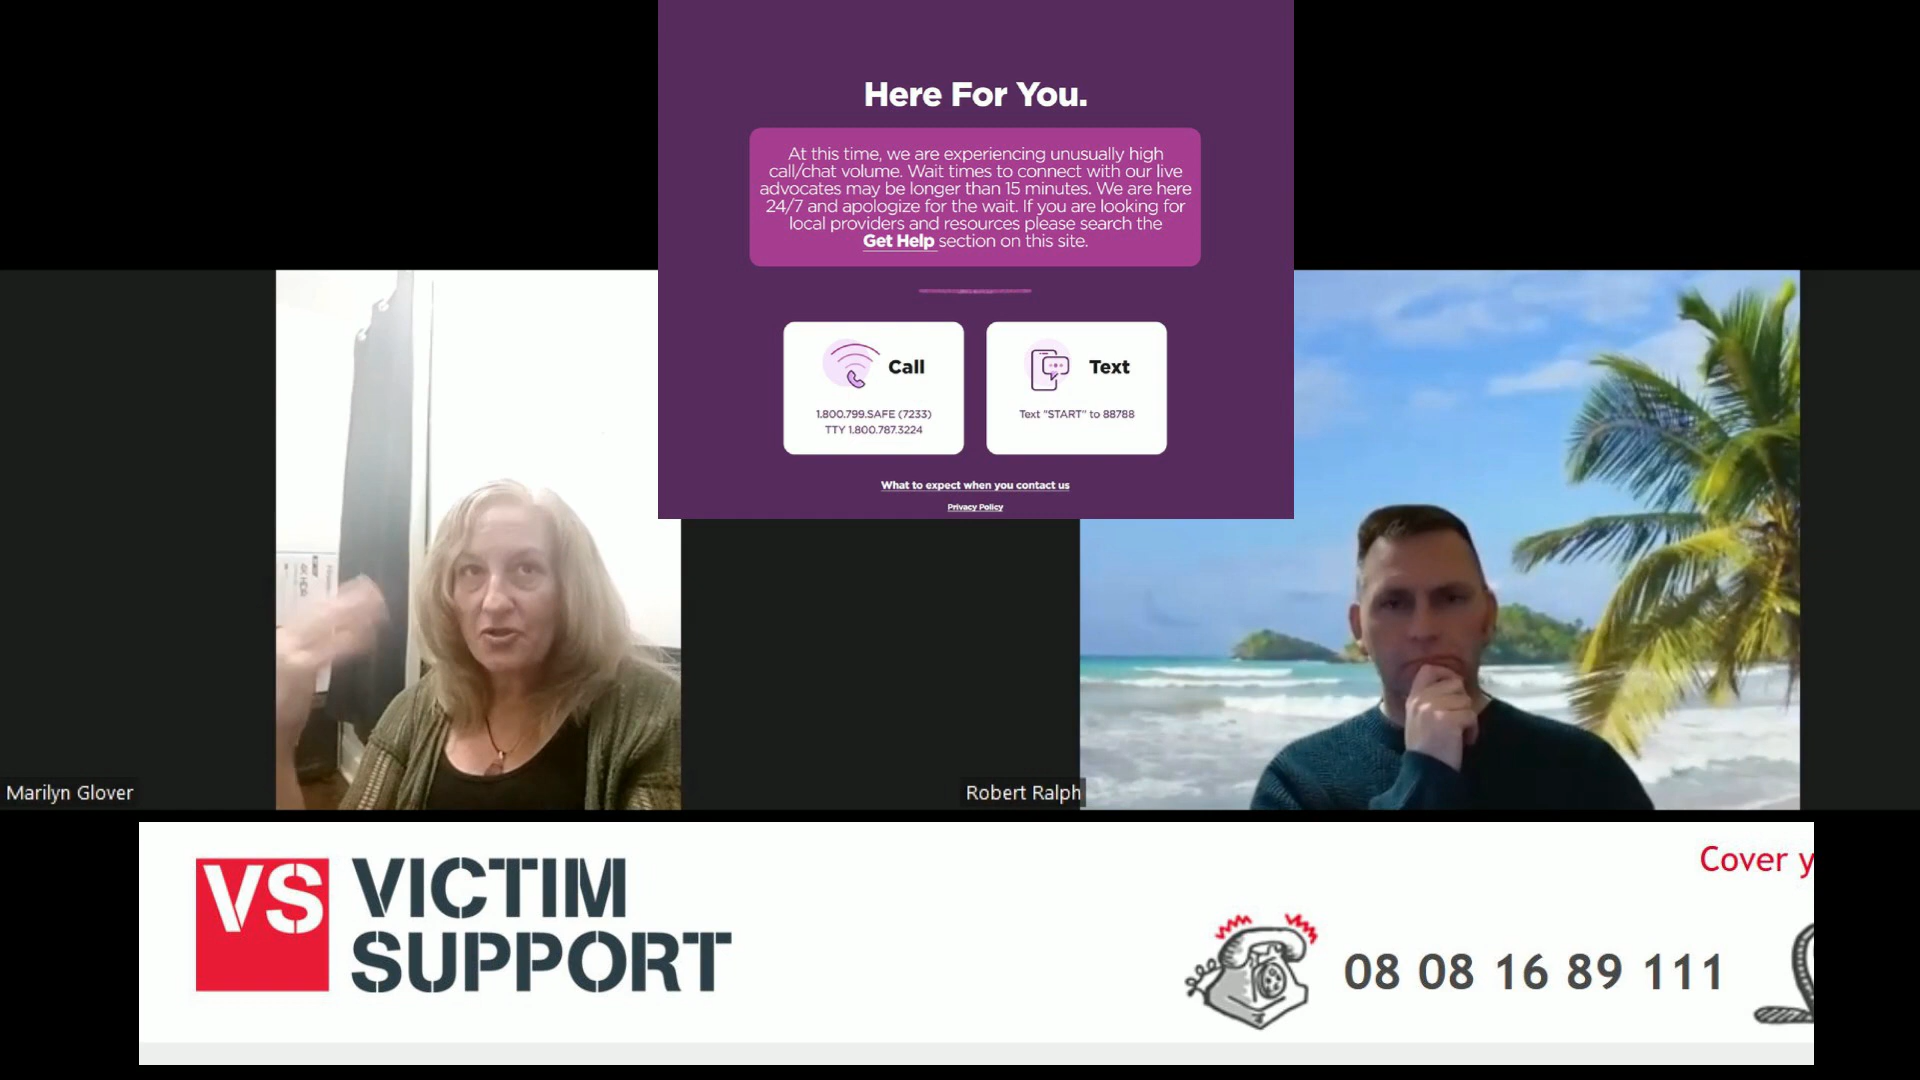 Here For You.
At this time, we are experiencing unusually high
call/chat volume. Wait times to connect with our live
advocates may be longer than 15 minutes. We are here
24/7 and apologize for the wait. If you are looking for
local providers and resources please search the
Get Help section on this site.
Call
1.800.799.SAFE (7233)
TTY 1.800.787.3224
Text
Text "START" to 88788
What to expect when you contact us
Privacy Policy
4K HDR
Marilyn Glover
Robert Ralph
VS
VICTIM
SUPPORT
Cover y
08 08 16 89 111